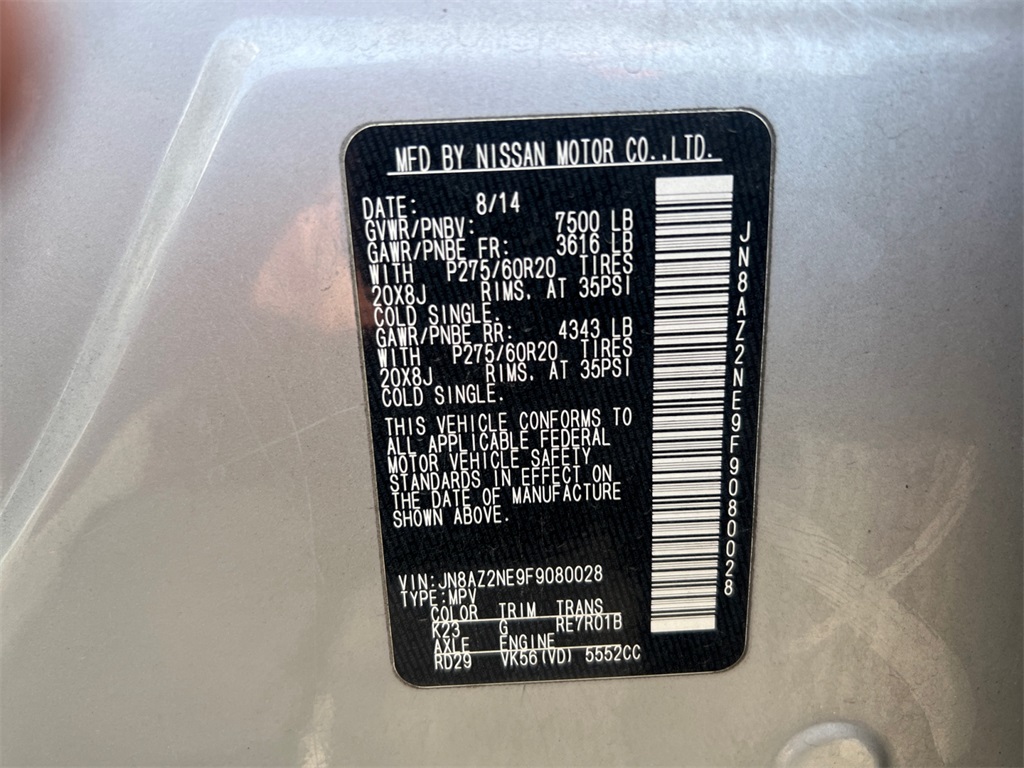 MFD BY NISSAN MOTOR CO.,LTD.
DATE: 8/14
GVWR/PNBV: 7500 LB
GAWR/PNBE FR: 3616 LB
WITH P275/60R20 TIRES
20X8J RIMS, AT 35PSI
COLD SINGLE.
GAWR/PNBE RR: 4343 LB
WITH P275/60R20 TIRES
20X8J RIMS, AT 35PSI
COLD SINGLE.
THIS VEHICLE CONFORMS TO
ALL APPLICABLE FEDERAL
MOTOR VEHICLE SAFETY
STANDARDS IN EFFECT ON
THE DATE OF MANUFACTURE
SHOWN ABOVE.
VIN:JN8AZ2NE9F9080028
TYPE:MPV
COLOR TRIM TRANS
K23 G RE7R01B
AXLE ENGINE
RD29 VK56(VD) 5552CC
JN8AZ2NE9F9080028